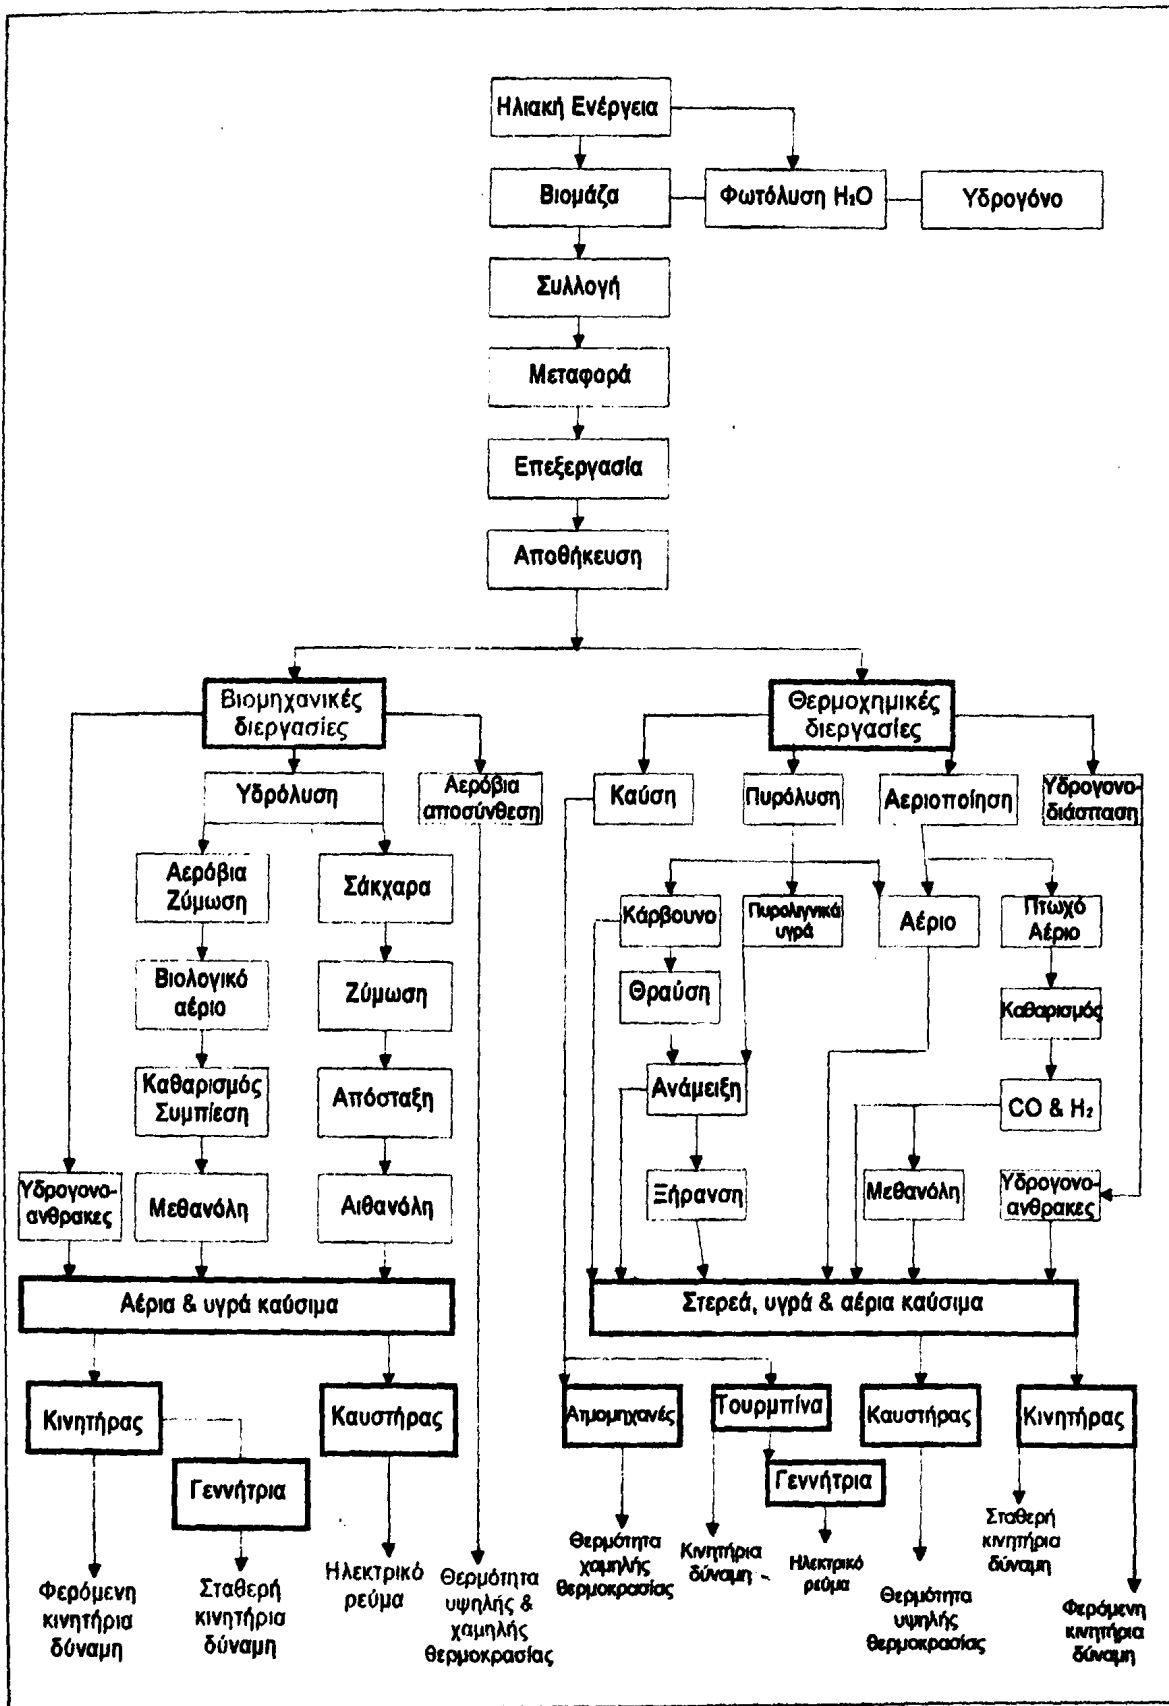 Ηλιακή Ενέργεια
Βιομάζα
Φωτόλυση H₂O
Υδρογόνο
Συλλογή
Μεταφορά
Επεξεργασία
Αποθήκευση
Βιομηχανικές
διεργασίες
Θερμοχημικές
διεργασίες
Υδρόλυση
Αερόβια
αποσύνθεση
Καύση
Πυρόλυση
Αεριοποίηση
Υδρογονο-
διάσπαση
Αερόβια
Ζύμωση
Σάκχαρα
Κάρβουνο
Πυρολιγνικά
υγρά
Αέριο
Πτωχό
Αέριο
Βιολογικό
αέριο
Ζύμωση
Θραύση
Καθαρισμός
Καθαρισμός
Συμπίεση
Απόσταξη
Ανάμειξη
CO & H₂
Υδρογονο-
ανθρακες
Μεθανόλη
Αιθανόλη
Ξήρανση
Μεθανόλη
Υδρογονο-
ανθρακες
Αέρια & υγρά καύσιμα
Στερεά, υγρά & αέρια καύσιμα
Κινητήρας
Καυστήρας
Ατμομηχανές
Τουρμπίνα
Καυστήρας
Κινητήρας
Γεννήτρια
Γεννήτρια
Φερόμενη
κινητήρια
δύναμη
Σταθερή
κινητήρια
δύναμη
Ηλεκτρικό
ρεύμα
Θερμότητα
υψηλής &
χαμηλής
θερμοκρασίας
Θερμότητα
χαμηλής
θερμοκρασίας
Κινητήρια
δύναμη
Ηλεκτρικό
ρεύμα
Θερμότητα
υψηλής
θερμοκρασίας
Σταθερή
κινητήρια
δύναμη
Φερόμενη
κινητήρια
δύναμη